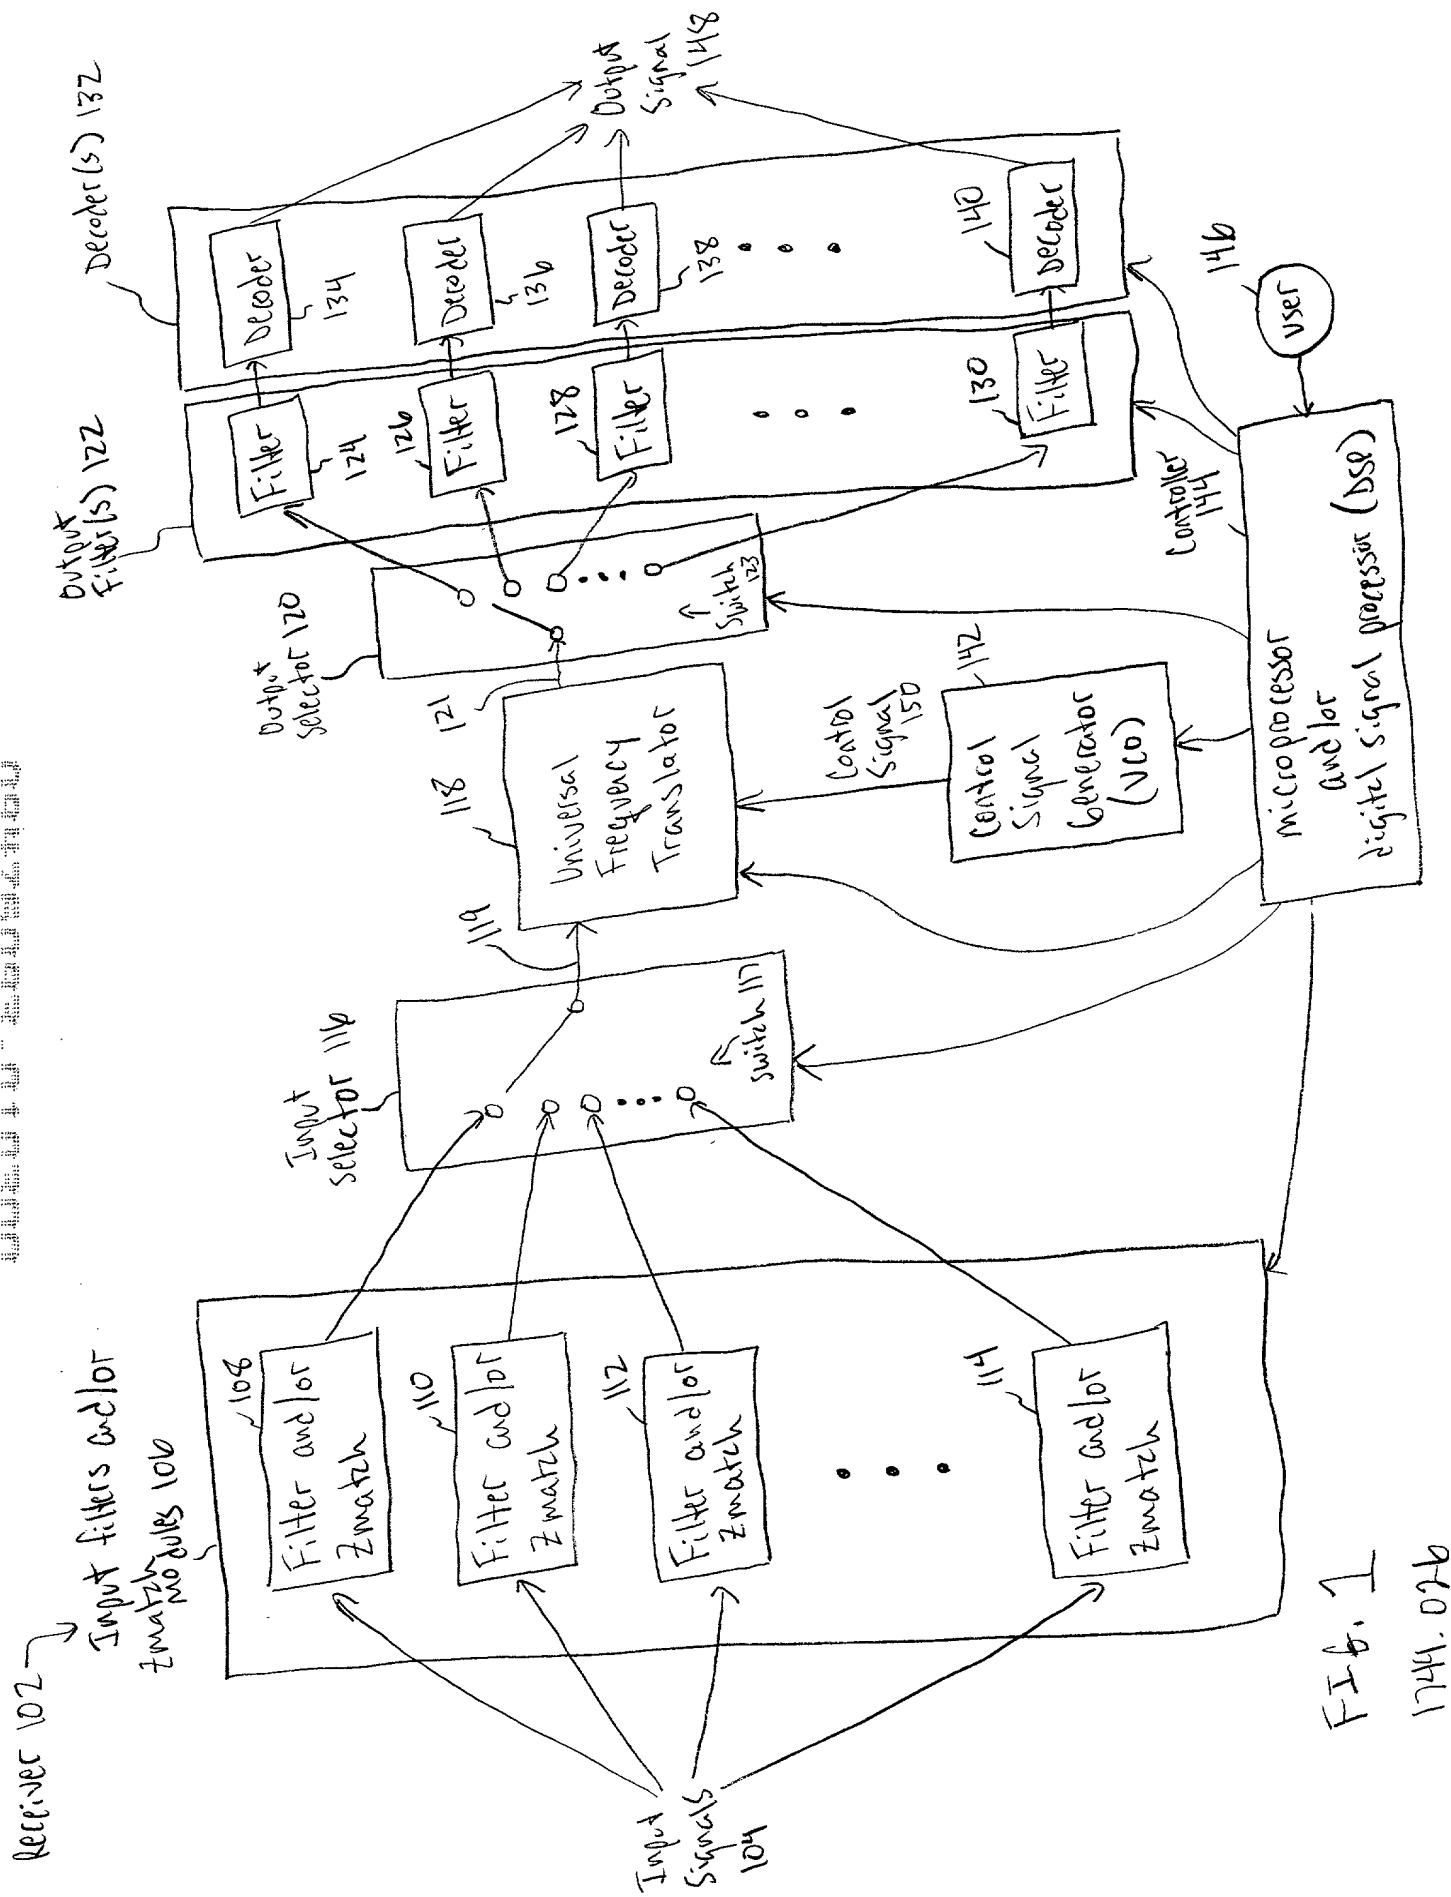 Receiver 102
Input filters and/or
Zmatch
modules 106
Input
Signals
104
108
Filter and/or
Zmatch
110
Filter and/or
Zmatch
112
Filter and/or
Zmatch
114
Filter and/or
Zmatch
Input
Selector 116
Switch 117
119
118
Universal
Frequency
Translator
121
Output
Selector 120
Switch
123
Output
Filter(s) 122
Filter
124
126
Filter
128
Filter
130
Filter
Decoder(s) 132
Decoder
134
Decoder
136
Decoder
138
140
Decoder
Output
Signal
148
Control
Signal
150
142
Control
Signal
Generator
(VCO)
Controller
144
microprocessor
and/or
digital signal processor (DSP)
146
User
FIG. 1
1744.026